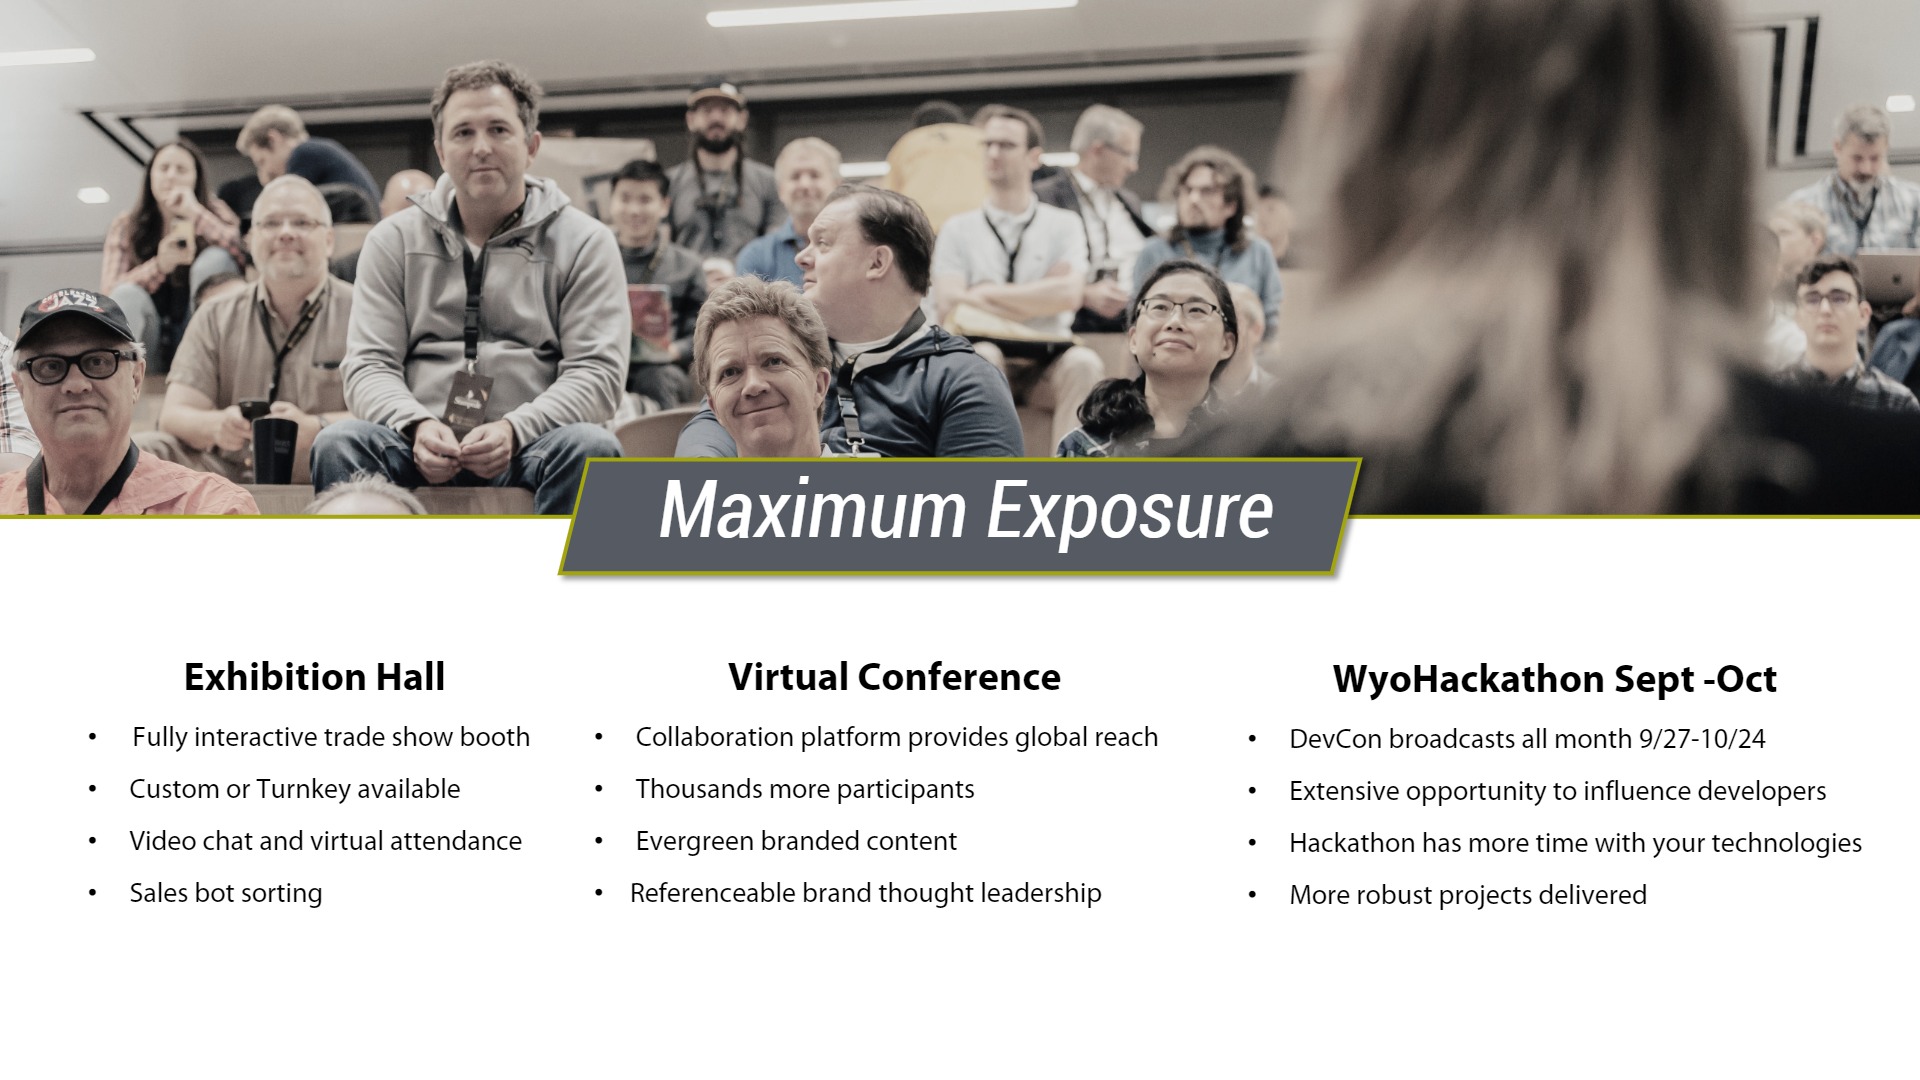 JAZZ
Maximum Exposure
Exhibition Hall
• Fully interactive trade show booth
• Custom or Turnkey available
• Video chat and virtual attendance
• Sales bot sorting
Virtual Conference
• Collaboration platform provides global reach
• Thousands more participants
• Evergreen branded content
• Referenceable brand thought leadership
WyoHackathon Sept -Oct
• DevCon broadcasts all month 9/27-10/24
• Extensive opportunity to influence developers
• Hackathon has more time with your technologies
• More robust projects delivered